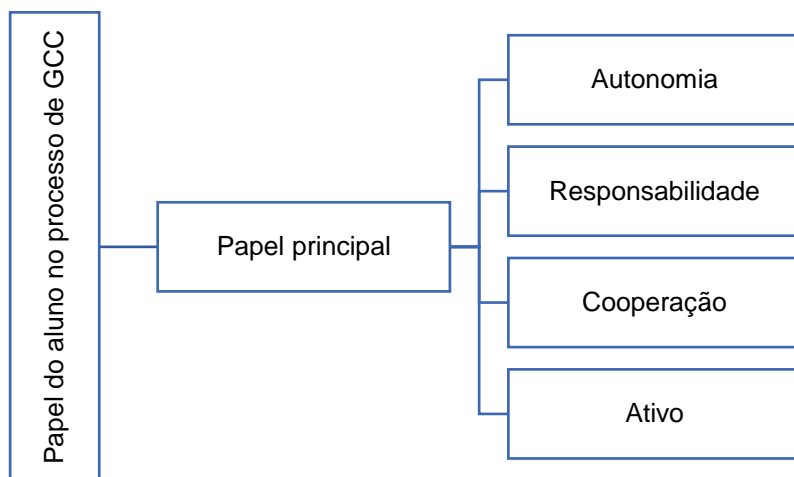 Papel do aluno no processo de GCC
Papel principal
Autonomia
Responsabilidade
Cooperação
Ativo